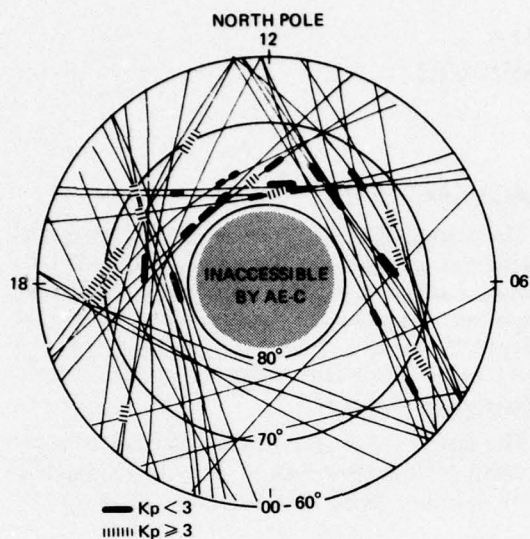 NORTH POLE
12
18
INACCESSIBLE
BY AE-C
06
80°
70°
00 - 60°
Kp < 3
Kp ≥ 3